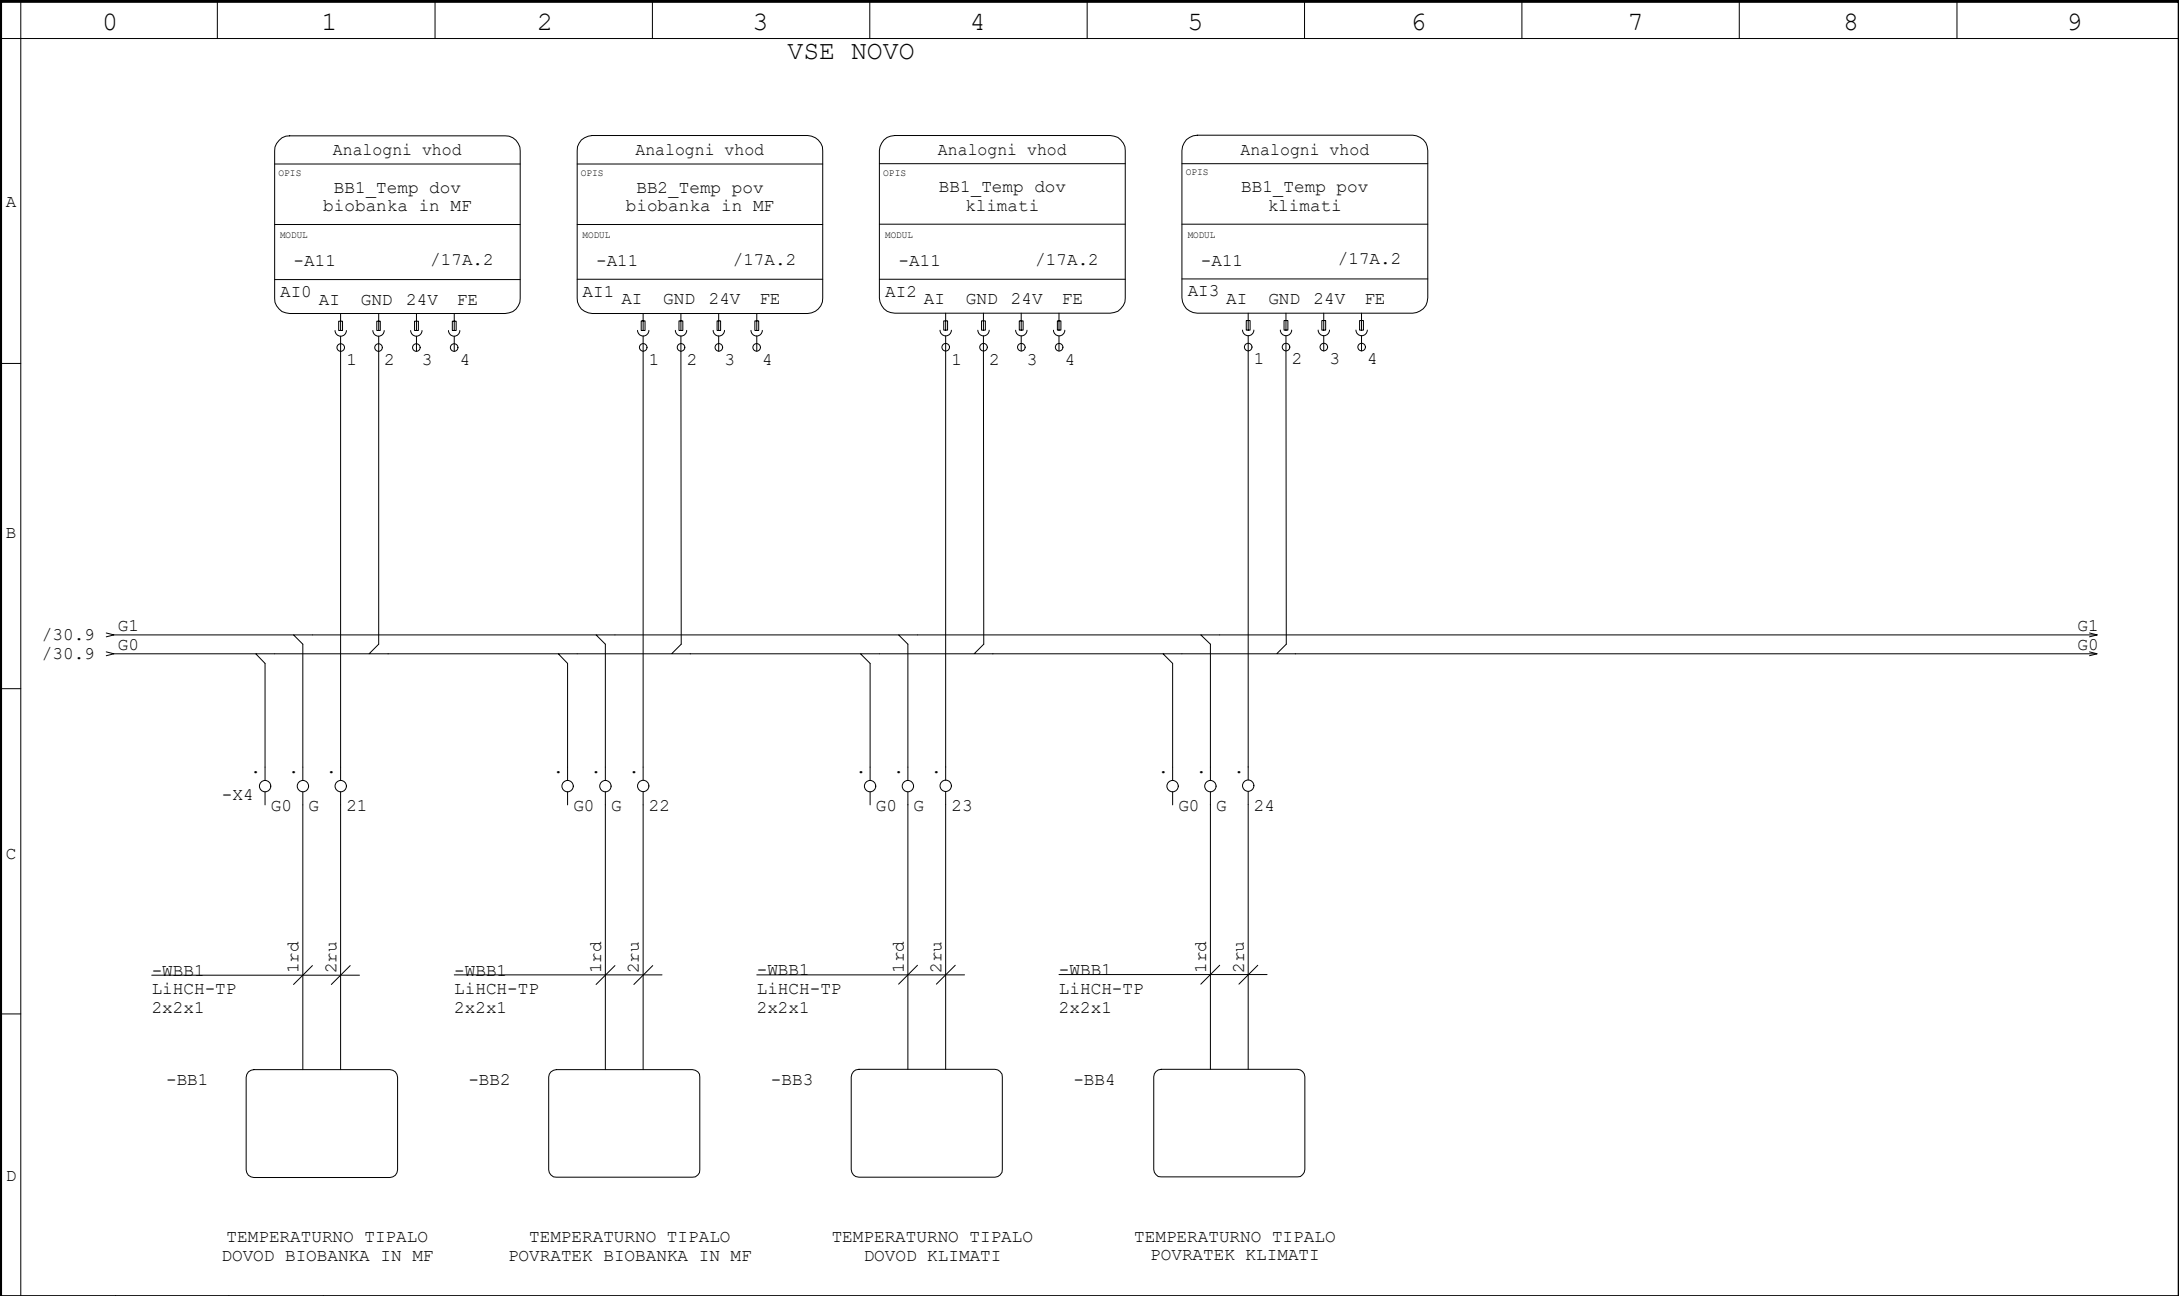 0 1 2 3 4 5 6 7 8 9
VSE NOVO
A
B
C
D
Analogni vhod
OPIS
BB1_Temp dov
biobanka in MF
MODUL
-A11 /17A.2
AI0 AI GND 24V FE
1 2 3 4
Analogni vhod
OPIS
BB2_Temp pov
biobanka in MF
MODUL
-A11 /17A.2
AI1 AI GND 24V FE
1 2 3 4
Analogni vhod
OPIS
BB1_Temp dov
klimati
MODUL
-A11 /17A.2
AI2 AI GND 24V FE
1 2 3 4
Analogni vhod
OPIS
BB1_Temp pov
klimati
MODUL
-A11 /17A.2
AI3 AI GND 24V FE
1 2 3 4
/30.9 G1 G1
/30.9 G0 G0
-X4 G0 G 21
G0 G 22
G0 G 23
G0 G 24
-WBB1 1rd 2ru
LiHCH-TP
2x2x1
-WBB1 1rd 2ru
LiHCH-TP
2x2x1
-WBB1 1rd 2ru
LiHCH-TP
2x2x1
-WBB1 1rd 2ru
LiHCH-TP
2x2x1
-BB1
-BB2
-BB3
-BB4
TEMPERATURNO TIPALO
DOVOD BIOBANKA IN MF
TEMPERATURNO TIPALO
POVRATEK BIOBANKA IN MF
TEMPERATURNO TIPALO
DOVOD KLIMATI
TEMPERATURNO TIPALO
POVRATEK KLIMATI